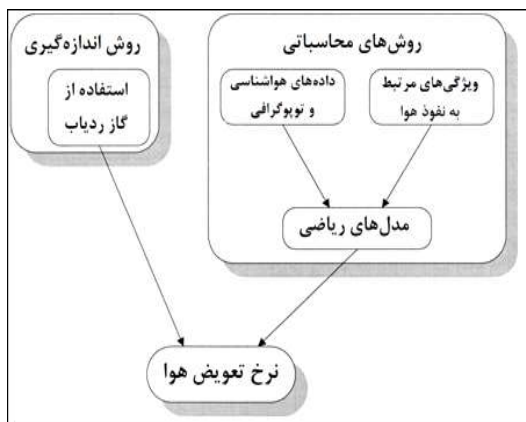 روش‌های محاسباتی
ویژگی‌های مرتبط
به نفوذ هوا
داده‌های هواشناسی
و توپوگرافی
مدل‌های ریاضی
روش اندازه‌گیری
استفاده از
گاز ردیاب
نرخ تعویض هوا